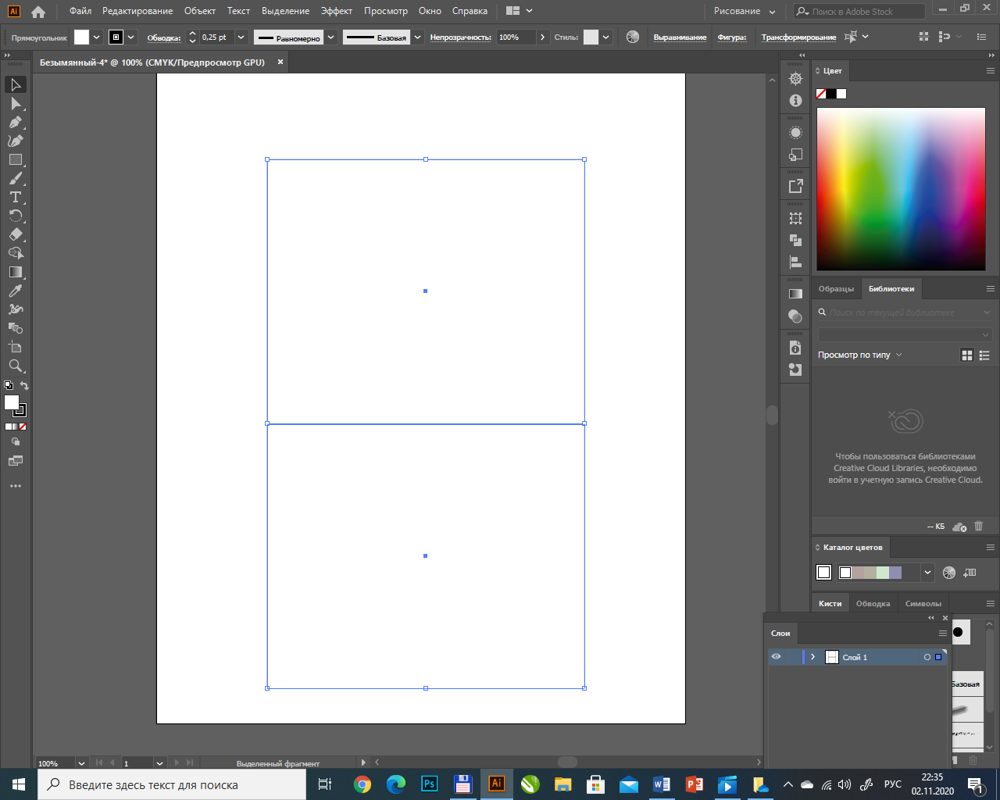 Ai Файл Редактирование Объект Текст Выделение Эффект Просмотр Окно Справка Рисование Поиск в Adobe Stock
Прямоугольник Обводка: 0,25 pt Равномерно Базовая Непрозрачность: 100% Стиль: Выравнивание Фигура: Трансформирование
Безымянный-4* @ 100% (CMYK/Предпросмотр GPU)
Цвет
Образцы Библиотеки
Поиск по текущей библиотеке
Просмотр по типу
Чтобы пользоваться библиотеками
Creative Cloud Libraries, необходимо
войти в учетную запись Creative Cloud.
-- КБ
Каталог цветов
Кисти Обводка Символы
Слои
Слой 1
Базовая
100% 1 Выделенный фрагмент
Введите здесь текст для поиска
Ps Ai РУС 22:35
02.11.2020 1